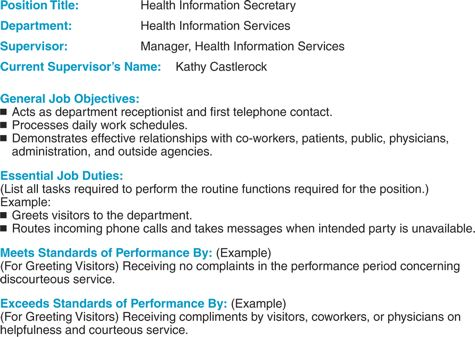 Position Title: Health Information Secretary
Department: Health Information Services
Supervisor: Manager, Health Information Services
Current Supervisor's Name: Kathy Castlerock
General Job Objectives:
■ Acts as department receptionist and first telephone contact.
■ Processes daily work schedules.
■ Demonstrates effective relationships with co-workers, patients, public, physicians,
administration, and outside agencies.
Essential Job Duties:
(List all tasks required to perform the routine functions required for the position.)
Example:
■ Greets visitors to the department.
■ Routes incoming phone calls and takes messages when intended party is unavailable.
Meets Standards of Performance By: (Example)
(For Greeting Visitors) Receiving no complaints in the performance period concerning
discourteous service.
Exceeds Standards of Performance By: (Example)
(For Greeting Visitors) Receiving compliments by visitors, coworkers, or physicians on
helpfulness and courteous service.